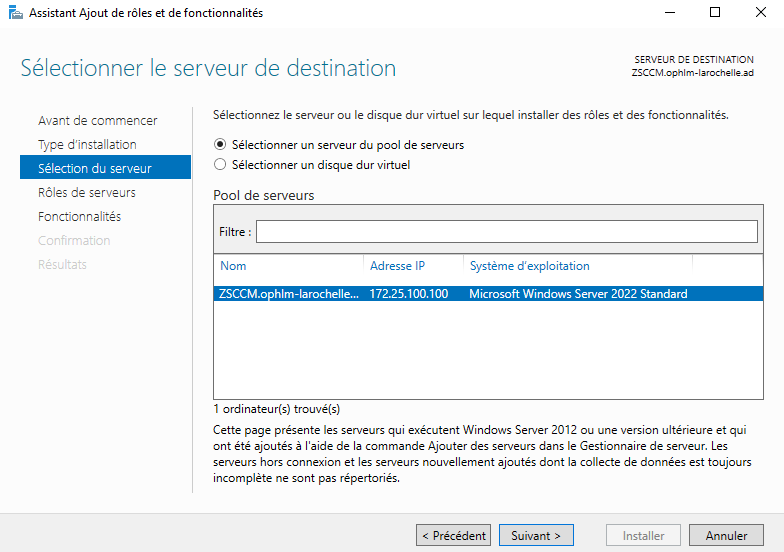 Assistant Ajout de rôles et de fonctionnalités
Sélectionner le serveur de destination
SERVEUR DE DESTINATION
ZSCCM.ophlm-larochelle.ad
Avant de commencer
Type d'installation
Sélection du serveur
Rôles de serveurs
Fonctionnalités
Confirmation
Résultats
Sélectionnez le serveur ou le disque dur virtuel sur lequel installer des rôles et des fonctionnalités.
Sélectionner un serveur du pool de serveurs
Sélectionner un disque dur virtuel
Pool de serveurs
Filtre :
Nom Adresse IP Système d'exploitation
ZSCCM.ophlm-larochelle... 172.25.100.100 Microsoft Windows Server 2022 Standard
1 ordinateur(s) trouvé(s)
Cette page présente les serveurs qui exécutent Windows Server 2012 ou une version ultérieure et qui
ont été ajoutés à l'aide de la commande Ajouter des serveurs dans le Gestionnaire de serveur. Les
serveurs hors connexion et les serveurs nouvellement ajoutés dont la collecte de données est toujours
incomplète ne sont pas répertoriés.
< Précédent Suivant > Installer Annuler